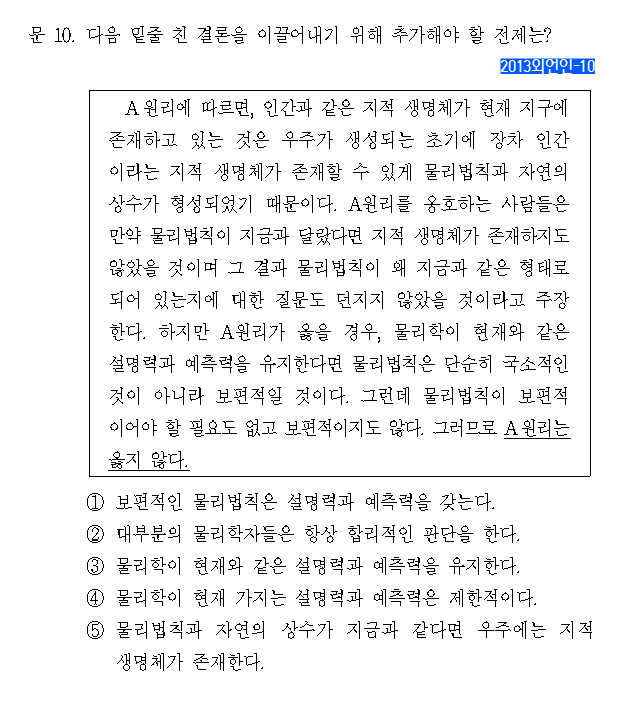 문 10. 다음 밑줄 친 결론을 이끌어내기 위해 추가해야 할 전제는?
2013외언인-10
A원리에 따르면, 인간과 같은 지적 생명체가 현재 지구에
존재하고 있는 것은 우주가 생성되는 초기에 장차 인간
이라는 지적 생명체가 존재할 수 있게 물리법칙과 자연의
상수가 형성되었기 때문이다. A원리를 옹호하는 사람들은
만약 물리법칙이 지금과 달랐다면 지적 생명체가 존재하지도
않았을 것이며 그 결과 물리법칙이 왜 지금과 같은 형태로
되어 있는지에 대한 질문도 던지지 않았을 것이라고 주장
한다. 하지만 A원리가 옳을 경우, 물리학이 현재와 같은
설명력과 예측력을 유지한다면 물리법칙은 단순히 국소적인
것이 아니라 보편적일 것이다. 그런데 물리법칙이 보편적
이어야 할 필요도 없고 보편적이지도 않다. 그러므로 A원리는
옳지 않다.
① 보편적인 물리법칙은 설명력과 예측력을 갖는다.
② 대부분의 물리학자들은 항상 합리적인 판단을 한다.
③ 물리학이 현재와 같은 설명력과 예측력을 유지한다.
④ 물리학이 현재 가지는 설명력과 예측력은 제한적이다.
⑤ 물리법칙과 자연의 상수가 지금과 같다면 우주에는 지적
생명체가 존재한다.